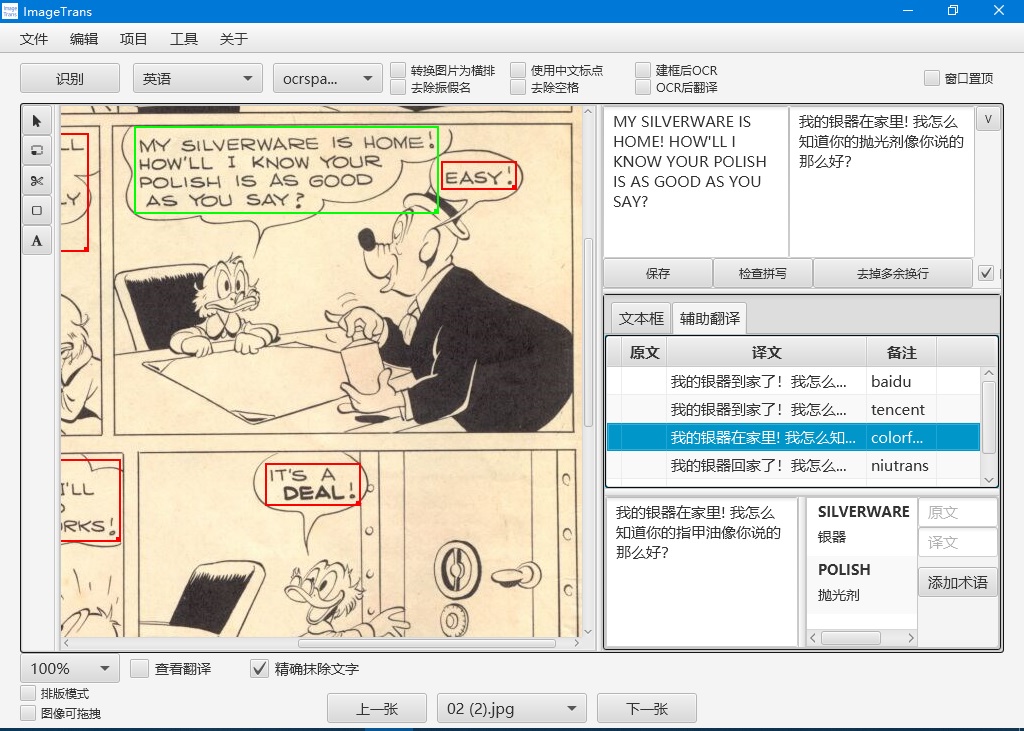 ImageTrans
文件 编辑 项目 工具 关于
识别 英语 ocrspa... 转换图片为横排 使用中文标点 建框后OCR 窗口置顶
去除振假名 去除空格 OCR后翻译
A
LL
LY
MY SILVERWARE IS HOME!
HOW'LL I KNOW YOUR
POLISH IS AS GOOD
AS YOU SAY?
EASY!
I'LL
ORKS!
IT'S A
DEAL!
MY SILVERWARE IS
HOME! HOW'LL I
KNOW YOUR POLISH
IS AS GOOD AS YOU
SAY?
我的银器在家里! 我怎么
知道你的抛光剂像你说的
那么好?
V
保存 检查拼写 去掉多余换行
文本框 辅助翻译
原文 译文 备注
我的银器到家了！我怎么... baidu
我的银器到家了！我怎么... tencent
我的银器在家里! 我怎么知... colorf...
我的银器回家了！我怎么... niutrans
我的银器在家里! 我怎么
知道你的指甲油像你说的
那么好?
SILVERWARE
银器
POLISH
抛光剂
原文
译文
添加术语
100% 查看翻译 精确抹除文字
排版模式
图像可拖拽
上一张 02 (2).jpg 下一张